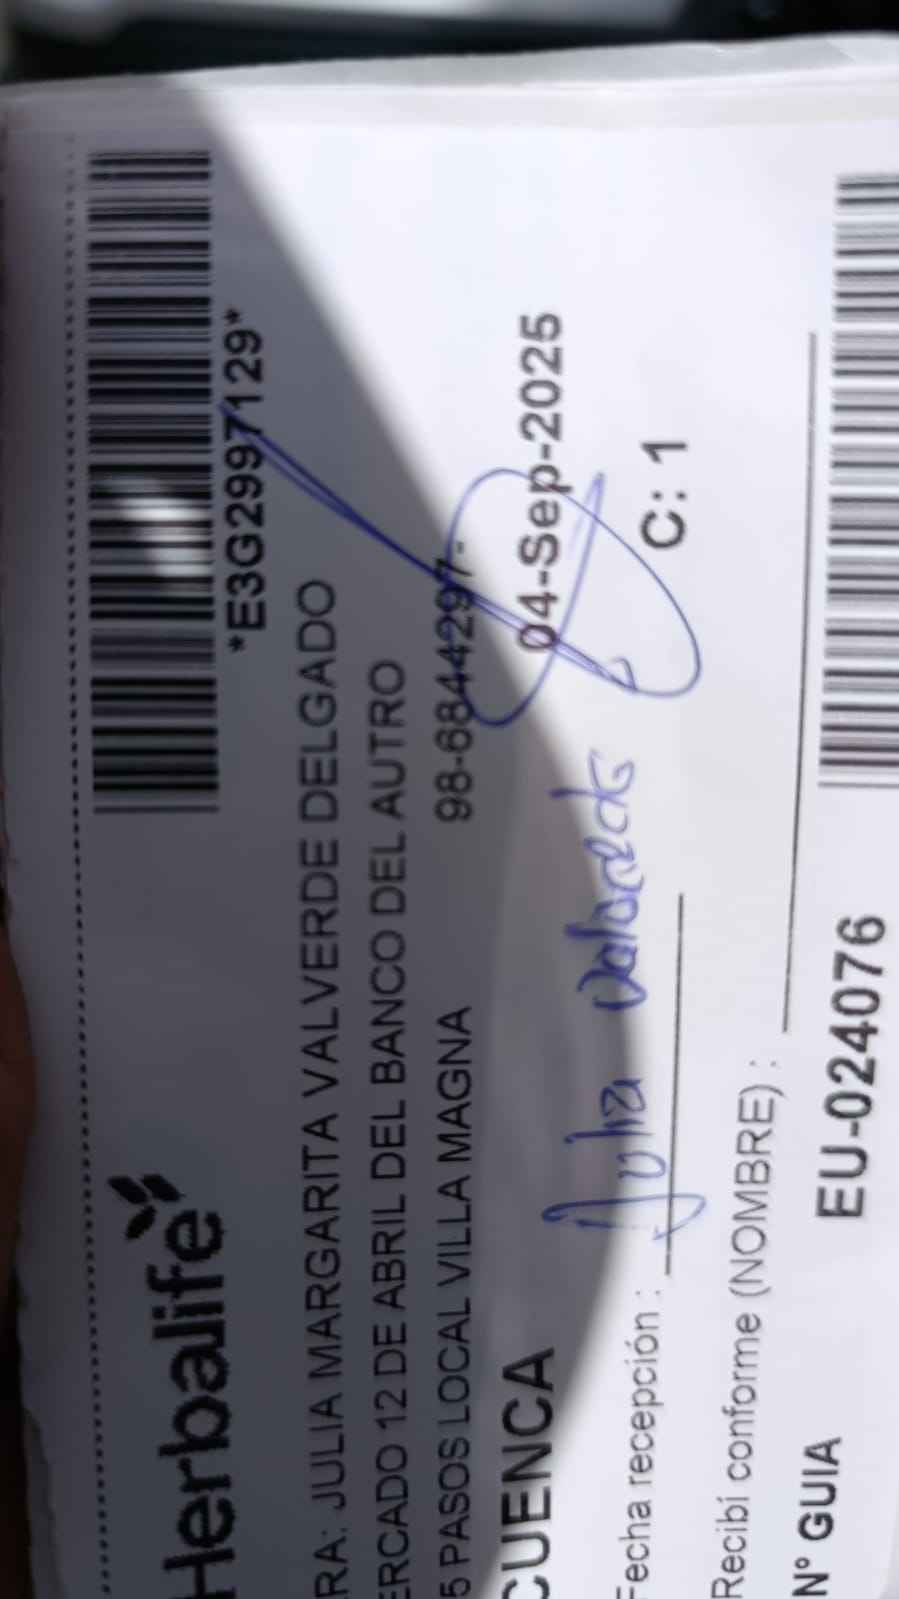 Herbalife
*E3G2997129*
RA: JULIA MARGARITA VALVERDE DELGADO
ERCADO 12 DE ABRIL DEL BANCO DEL AUTRO
5 PASOS LOCAL VILLA MAGNA 98-6844297-
CUENCA 04-Sep-2025
Julia
Fecha recepción : C: 1
Recibí conforme (NOMBRE) :
N° GUIA EU-024076